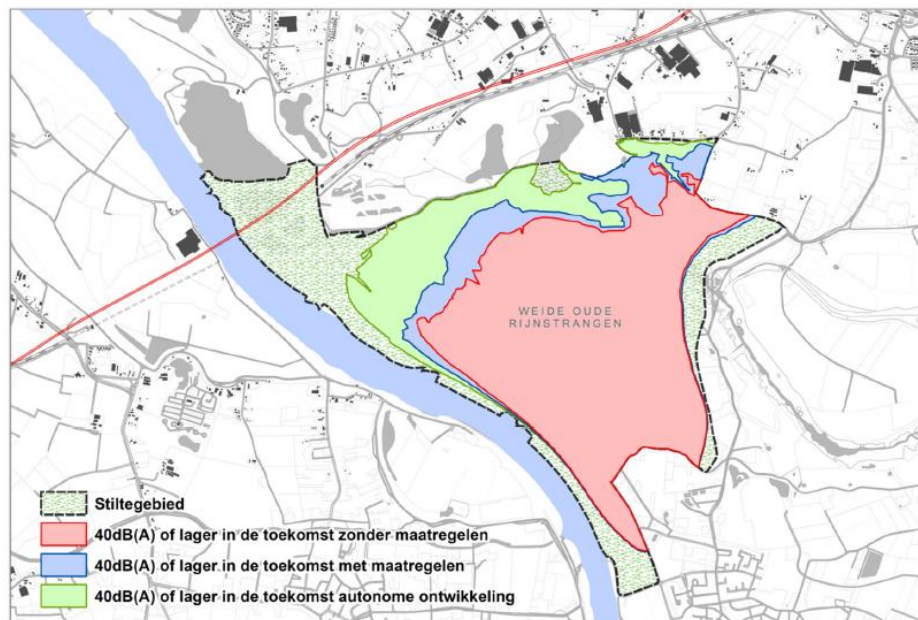 WEIDE OUDE
RIJNSTRANGEN
Stiltegebied
40dB(A) of lager in de toekomst zonder maatregelen
40dB(A) of lager in de toekomst met maatregelen
40dB(A) of lager in de toekomst autonome ontwikkeling